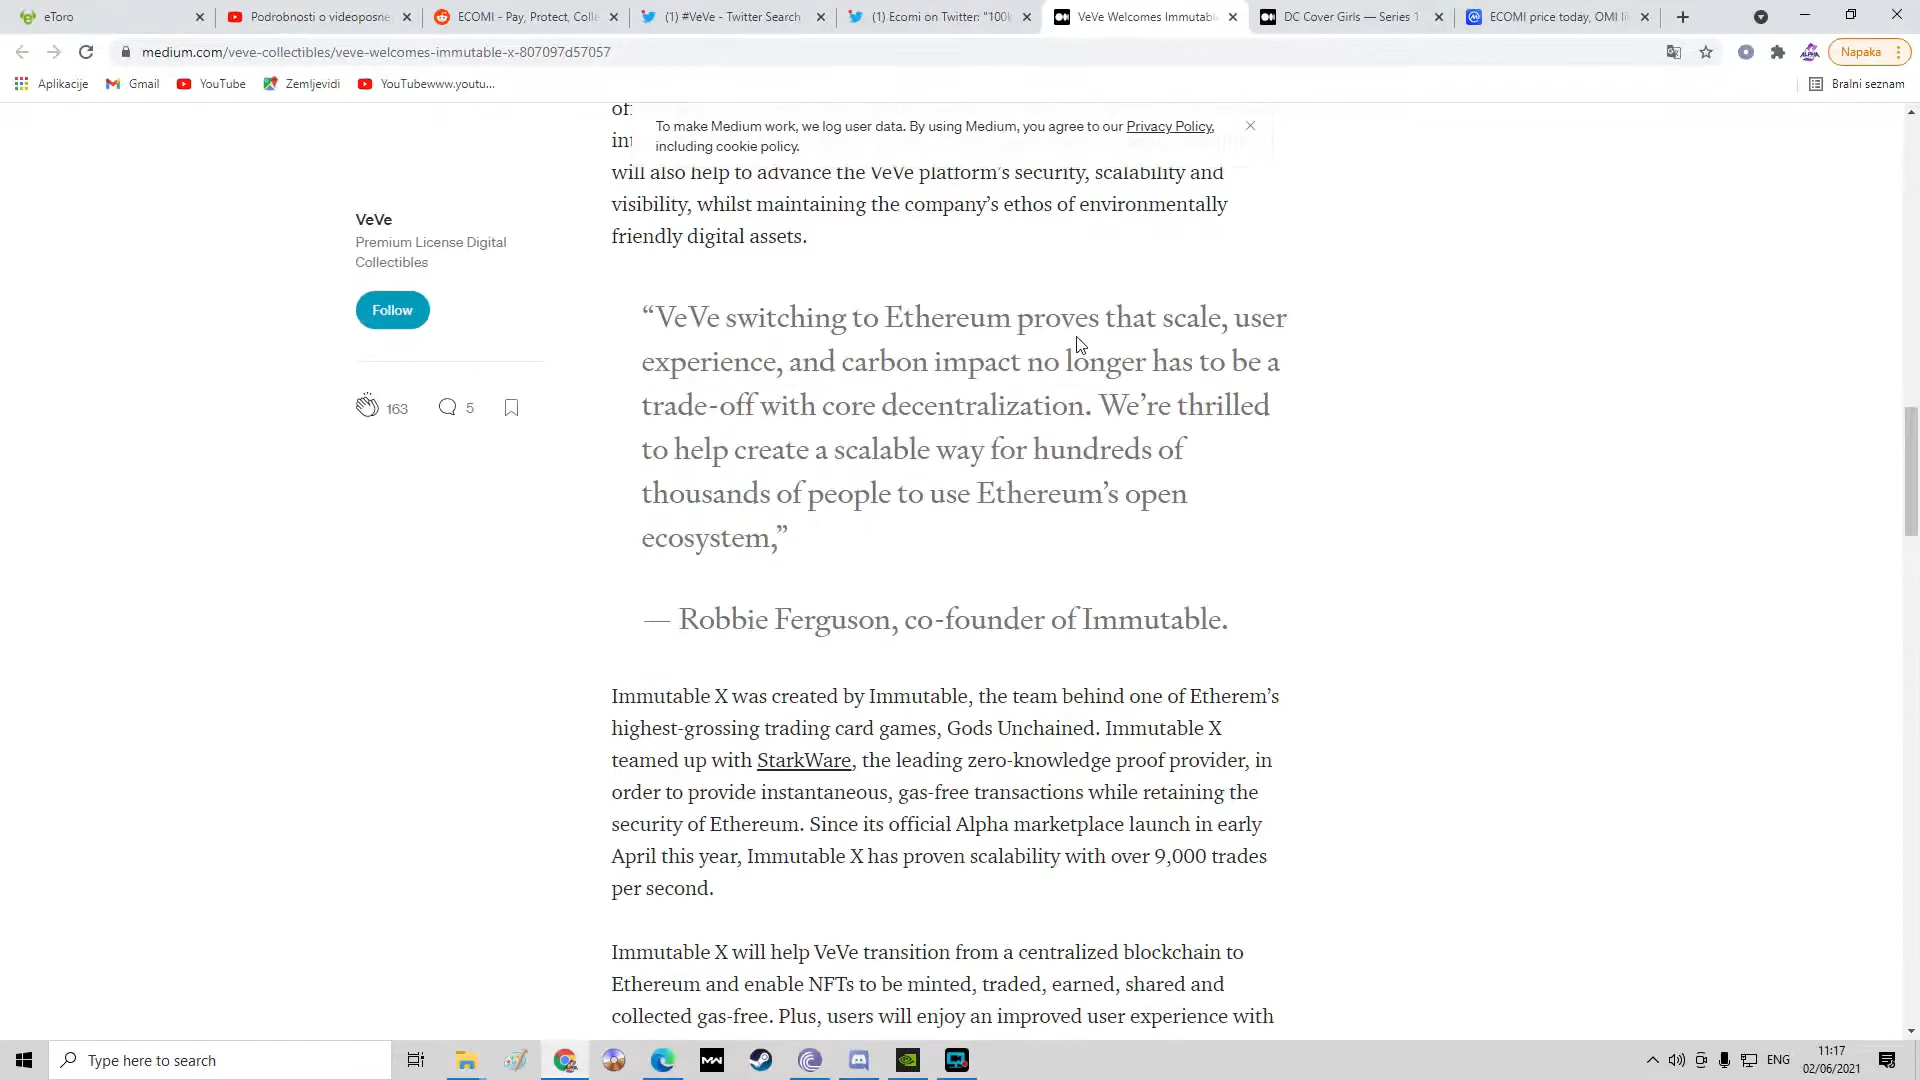 eToro
Podrobnosti o videoposne
ECOMI - Pay, Protect, Colle
(1) #VeVe - Twitter Search
(1) Ecomi on Twitter: "100k
VeVe Welcomes Immutabl
DC Cover Girls — Series 1
ECOMI price today, OMI li
medium.com/veve-collectibles/veve-welcomes-immutable-x-807097d57057
Napaka
Aplikacije
Gmail
YouTube
Zemljevidi
YouTubewww.youtu...
Bralni seznam
To make Medium work, we log user data. By using Medium, you agree to our Privacy Policy,
including cookie policy.
will also help to advance the VeVe platform's security, scalability and
visibility, whilst maintaining the company's ethos of environmentally
friendly digital assets.
VeVe
Premium License Digital
Collectibles
Follow
163
5
“VeVe switching to Ethereum proves that scale, user
experience, and carbon impact no longer has to be a
trade-off with core decentralization. We’re thrilled
to help create a scalable way for hundreds of
thousands of people to use Ethereum’s open
ecosystem,”
— Robbie Ferguson, co-founder of Immutable.
Immutable X was created by Immutable, the team behind one of Etherem’s
highest-grossing trading card games, Gods Unchained. Immutable X
teamed up with StarkWare, the leading zero-knowledge proof provider, in
order to provide instantaneous, gas-free transactions while retaining the
security of Ethereum. Since its official Alpha marketplace launch in early
April this year, Immutable X has proven scalability with over 9,000 trades
per second.
Immutable X will help VeVe transition from a centralized blockchain to
Ethereum and enable NFTs to be minted, traded, earned, shared and
collected gas-free. Plus, users will enjoy an improved user experience with
Type here to search
ENG
11:17
02/06/2021